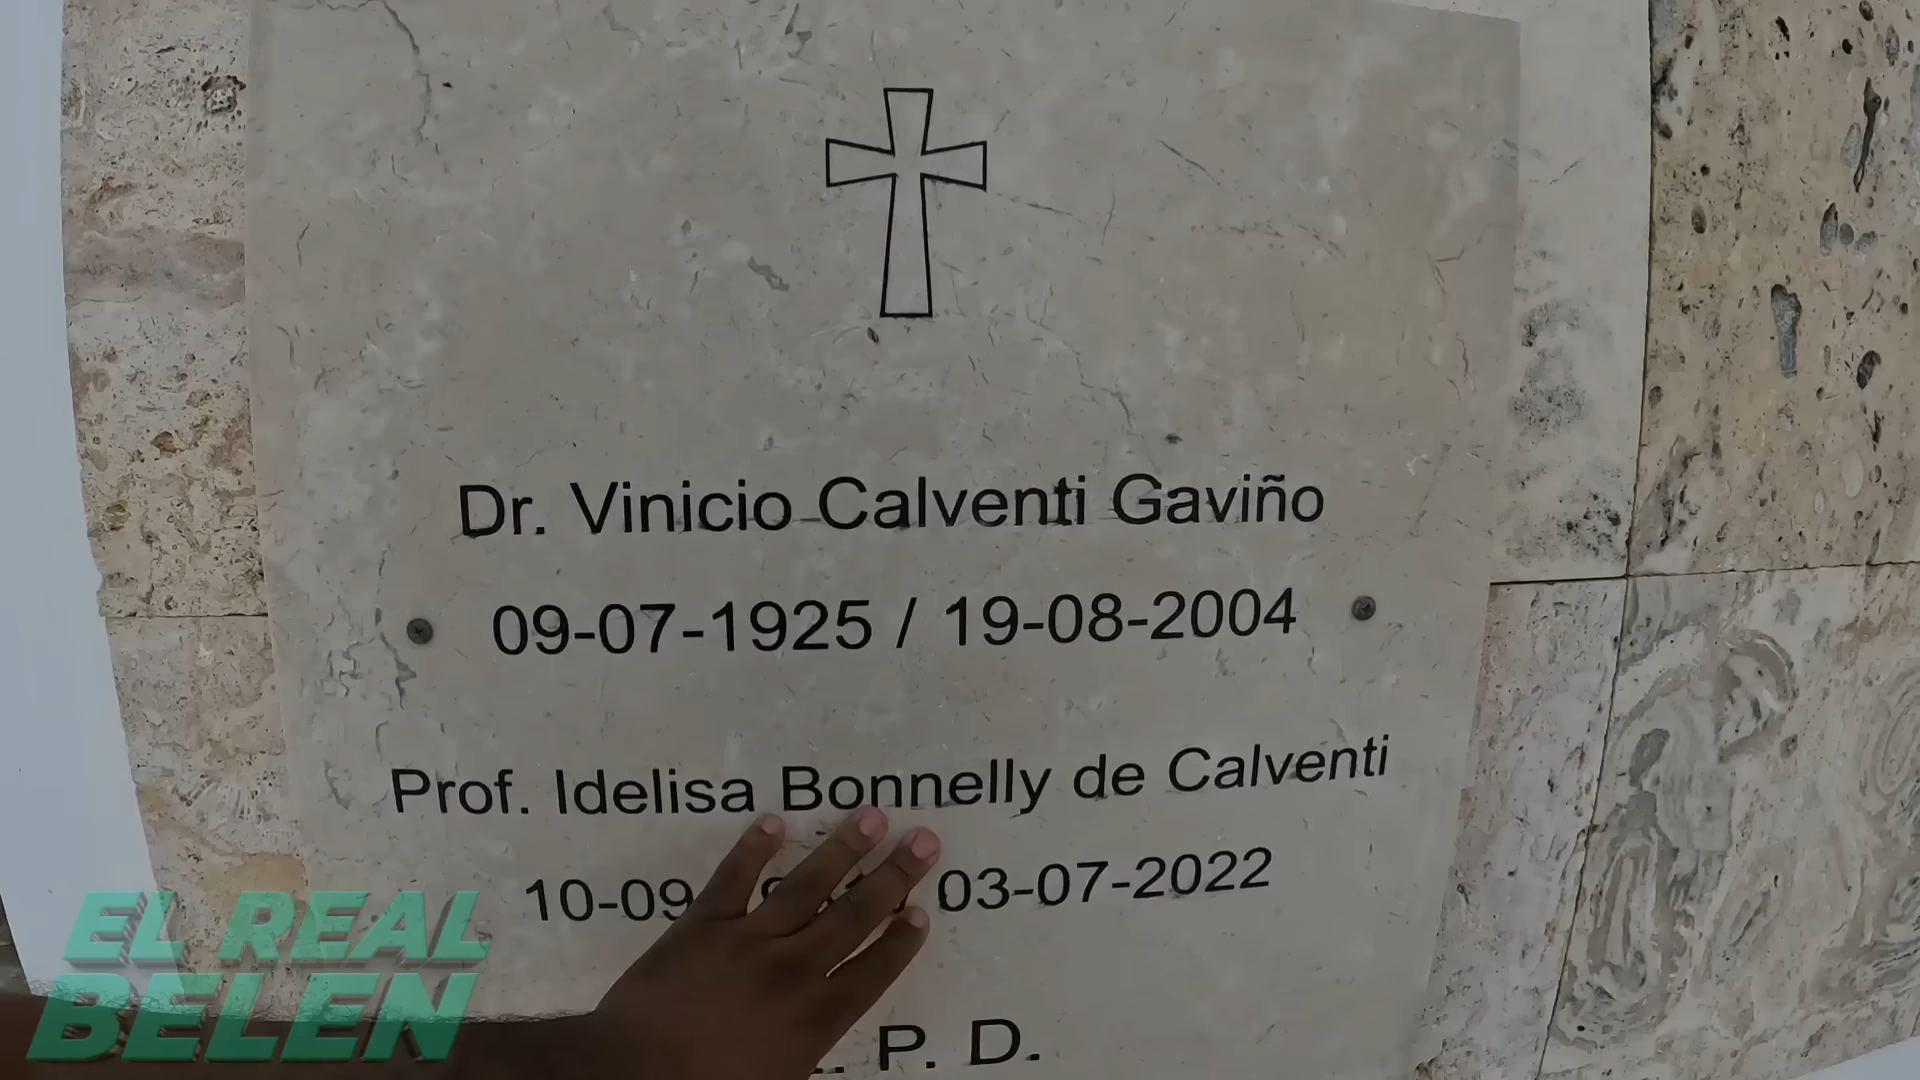 Dr. Vinicio Calventi Gaviño
09-07-1925 / 19-08-2004
Prof. Idelisa Bonnelly de Calventi
10-09 03-07-2022
P. D.
EL REAL
BELEN